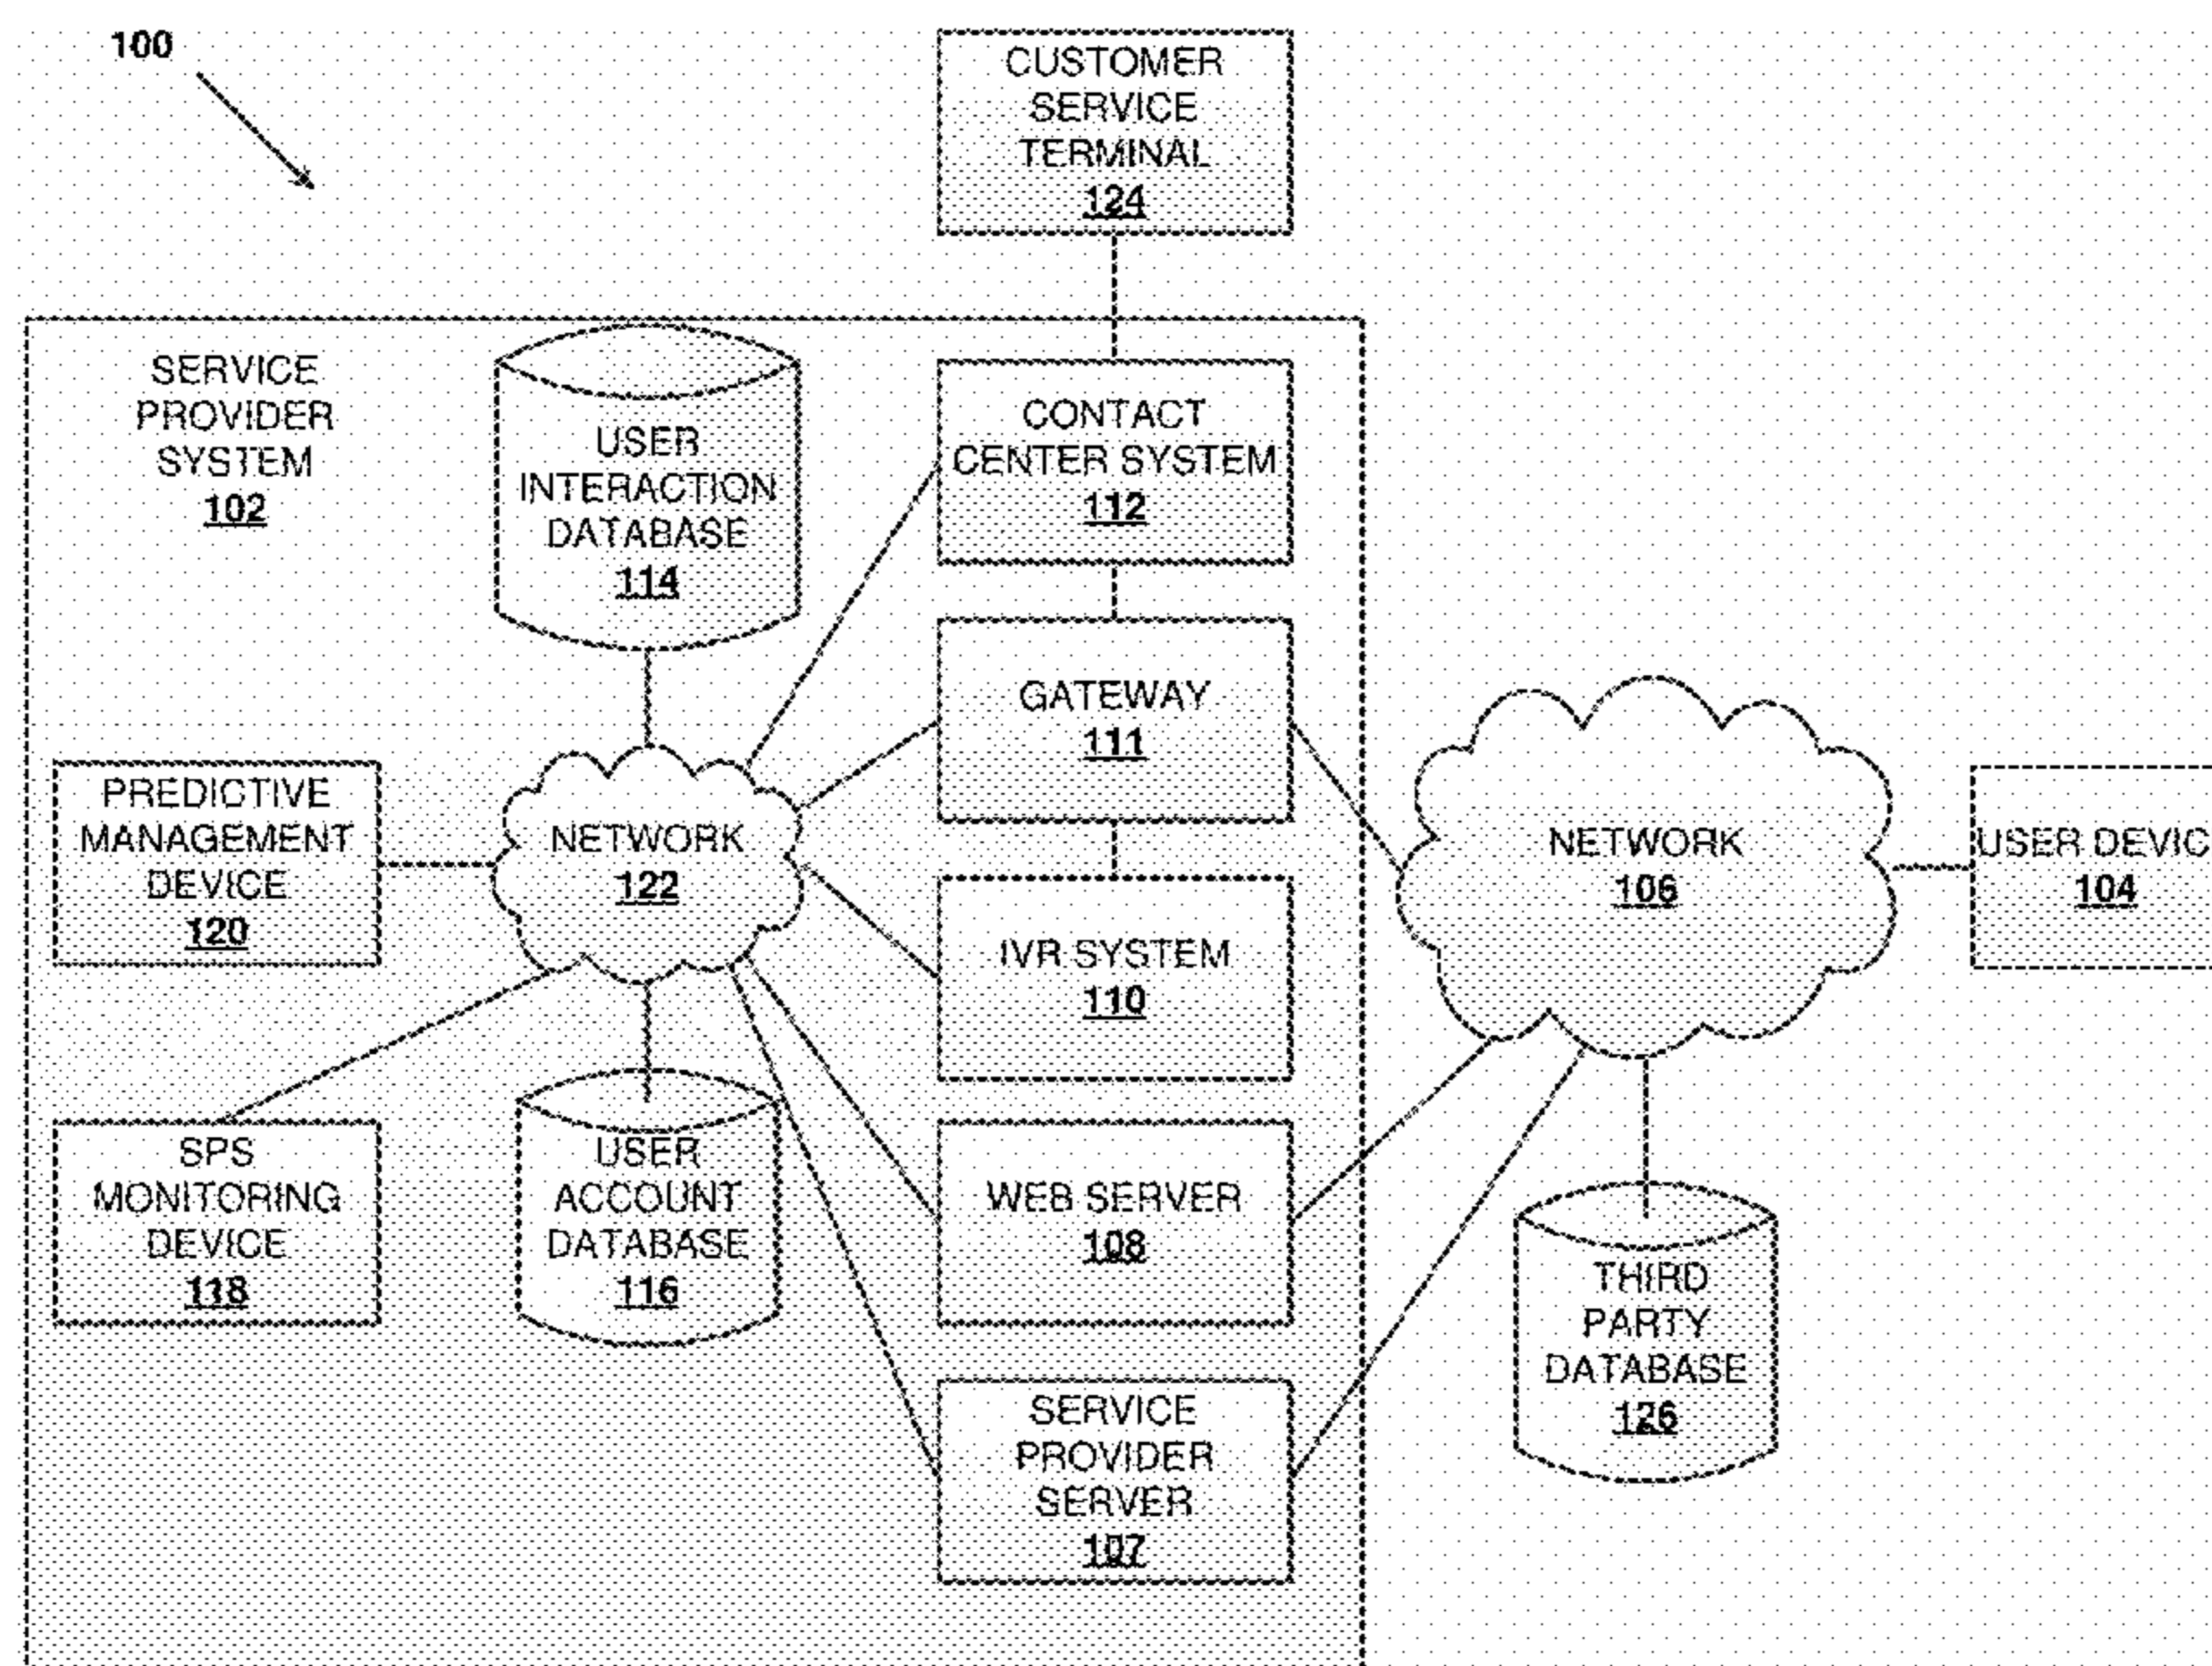 100
CUSTOMER
SERVICE
TERMINAL
124
SERVICE
PROVIDER
SYSTEM
102
USER
INTERACTION
DATABASE
114
CONTACT
CENTER SYSTEM
112
GATEWAY
111
PREDICTIVE
MANAGEMENT
DEVICE
120
NETWORK
122
IVR SYSTEM
110
NETWORK
106
USER DEVIC
104
SPS
MONITORING
DEVICE
118
USER
ACCOUNT
DATABASE
116
WEB SERVER
108
THIRD
PARTY
DATABASE
126
SERVICE
PROVIDER
SERVER
107